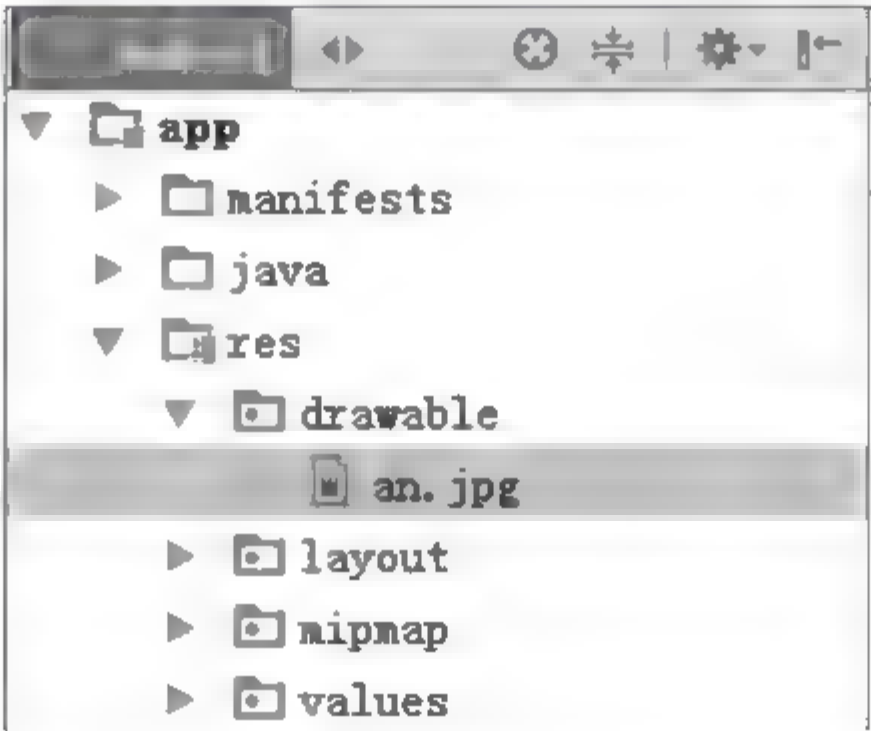 app
manifests
java
res
drawable
an.jpg
layout
mipmap
values